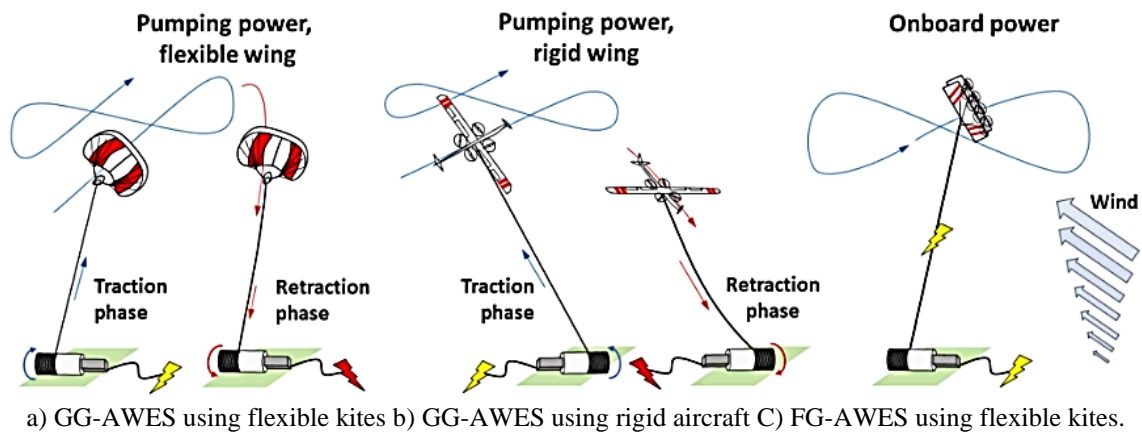 Pumping power,
flexible wing
Pumping power,
rigid wing
Onboard power
Wind
Traction
phase
Retraction
phase
Traction
phase
Retraction
phase
a) GG-AWES using flexible kites b) GG-AWES using rigid aircraft C) FG-AWES using flexible kites.